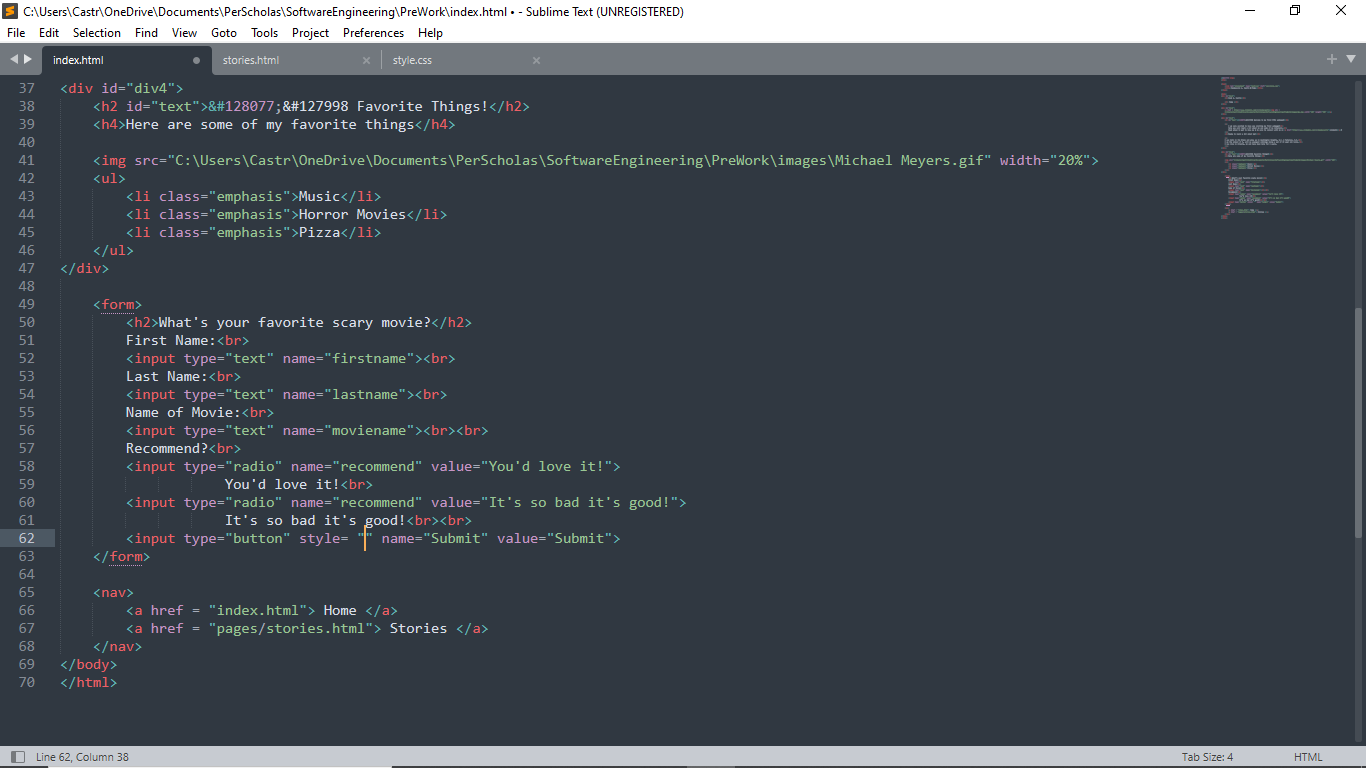 C:\Users\Castr\OneDrive\Documents\PerScholas\SoftwareEngineering\PreWork\index.html • - Sublime Text (UNREGISTERED)
File Edit Selection Find View Goto Tools Project Preferences Help
index.html stories.html style.css
37 <div id="div4">
38 <h2 id="text">&#128077;&#127998 Favorite Things!</h2>
39 <h4>Here are some of my favorite things</h4>
40
41 <img src="C:\Users\Castr\OneDrive\Documents\PerScholas\SoftwareEngineering\PreWork\images\Michael Meyers.gif" width="20%">
42 <ul>
43 <li class="emphasis">Music</li>
44 <li class="emphasis">Horror Movies</li>
45 <li class="emphasis">Pizza</li>
46 </ul>
47 </div>
48
49 <form>
50 <h2>What's your favorite scary movie?</h2>
51 First Name:<br>
52 <input type="text" name="firstname"><br>
53 Last Name:<br>
54 <input type="text" name="lastname"><br>
55 Name of Movie:<br>
56 <input type="text" name="moviename"><br><br>
57 Recommend?<br>
58 <input type="radio" name="recommend" value="You'd love it!">
59 You'd love it!<br>
60 <input type="radio" name="recommend" value="It's so bad it's good!">
61 It's so bad it's good!<br><br>
62 <input type="button" style= "" name="Submit" value="Submit">
63 </form>
64
65 <nav>
66 <a href = "index.html"> Home </a>
67 <a href = "pages/stories.html"> Stories </a>
68 </nav>
69 </body>
70 </html>
Line 62, Column 38 Tab Size: 4 HTML